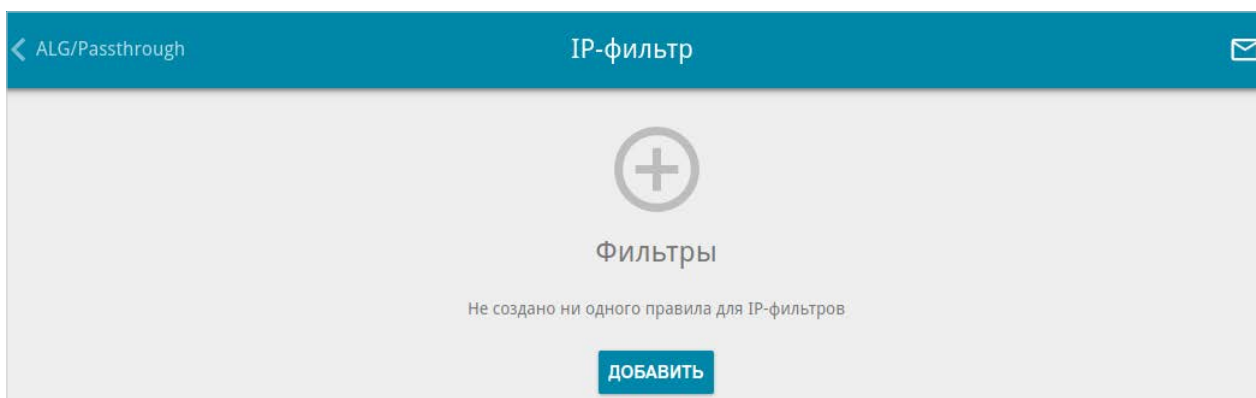 ALG/Passthrough
IP-фильтр
Фильтры
Не создано ни одного правила для IP-фильтров
ДОБАВИТЬ